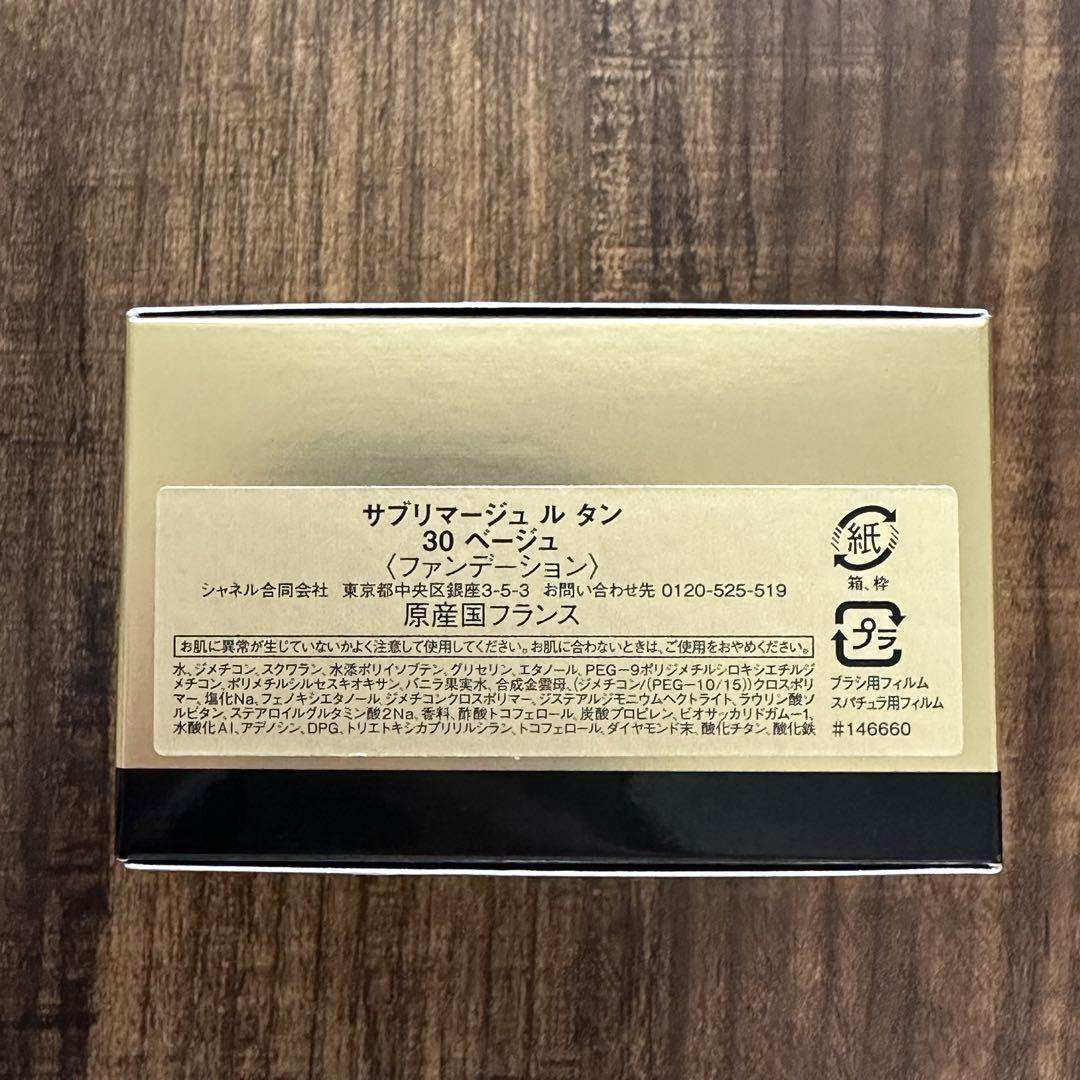 サブリマージュ ル タン
30 ベージュ
〈ファンデーション〉
シャネル合同会社 東京都中央区銀座3-5-3 お問い合わせ先 0120-525-519
原産国フランス
お肌に異常が生じていないかよく注意して使用してください。お肌に合わないときは、ご使用をおやめください。
水、ジメチコン、スクワラン、水添ポリイソブテン、グリセリン、エタノール、PEG-9ポリジメチルシロキシエチルジ
メチコン、ポリメチルシルセスキオキサン、バニラ果実水、合成金雲母、(ジメチコン/(PEG-10/15))クロスポリ
マー、塩化Na、フェノキシエタノール、ジメチコンクロスポリマー、ジステアルジモニウムヘクトライト、ラウリン酸ソ
ルビタン、ステアロイルグルタミン酸2Na、香料、酢酸トコフェロール、炭酸プロピレン、ビオサッカリドガム-1、
水酸化Al、アデノシン、DPG、トリエトキシカプリリルシラン、トコフェロール、ダイヤモンド末、酸化チタン、酸化鉄
紙
箱、枠
プラ
ブラシ用フィルム
スパチュラ用フィルム
#146660